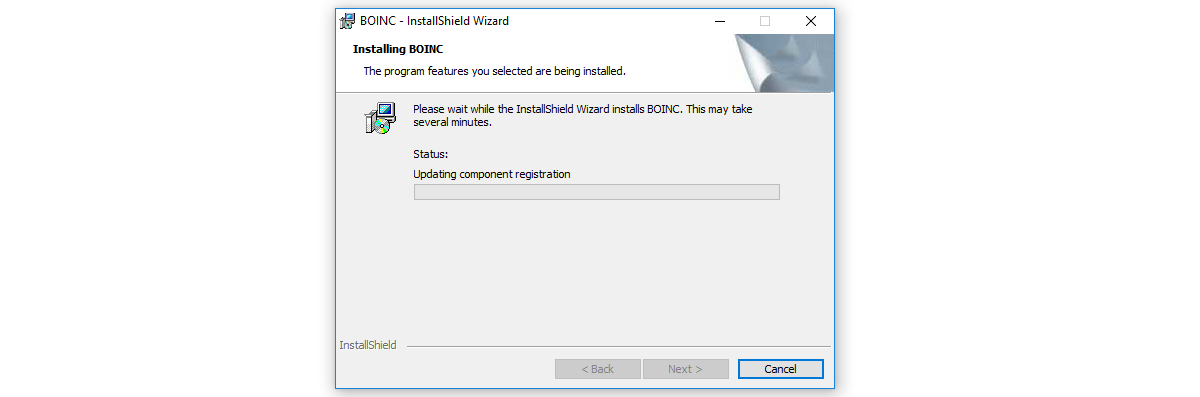 BOINC - InstallShield Wizard
Installing BOINC
The program features you selected are being installed.
Please wait while the InstallShield Wizard installs BOINC. This may take
several minutes.
Status:
Updating component registration
InstallShield
< Back
Next >
Cancel